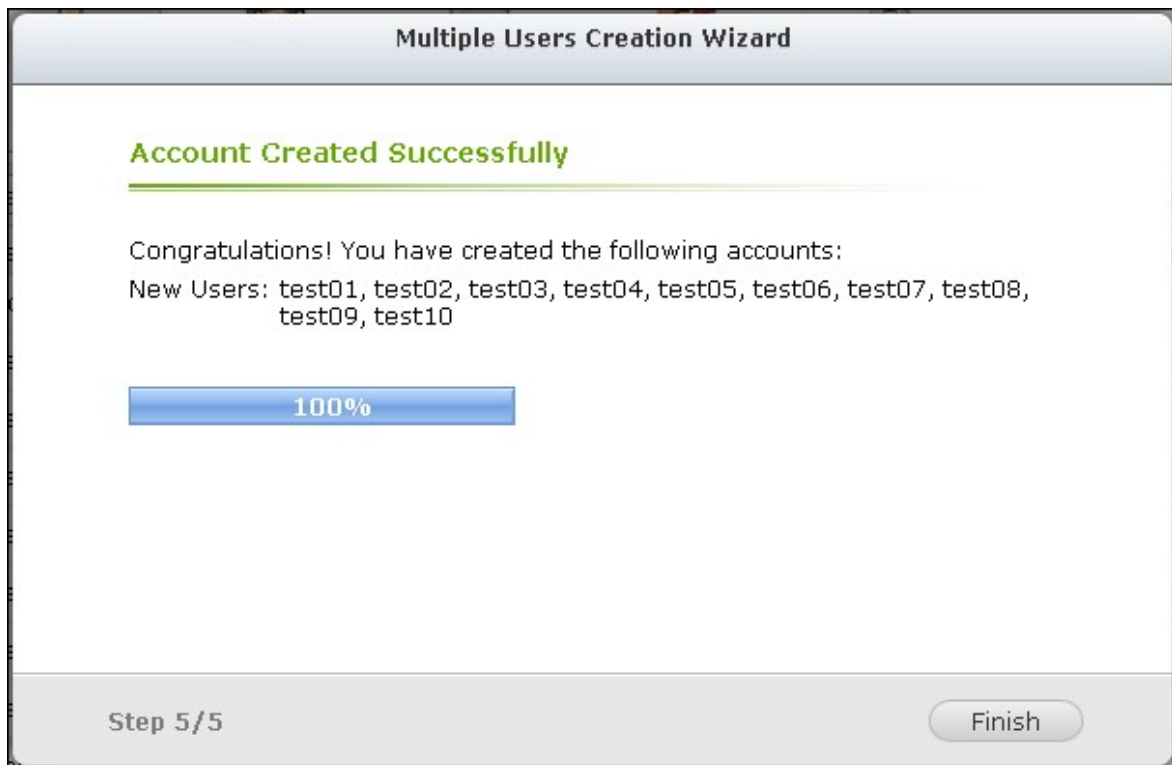 Multiple Users Creation Wizard
Account Created Successfully
Congratulations! You have created the following accounts:
New Users: test01, test02, test03, test04, test05, test06, test07, test08,
test09, test10
100%
Step 5/5
Finish